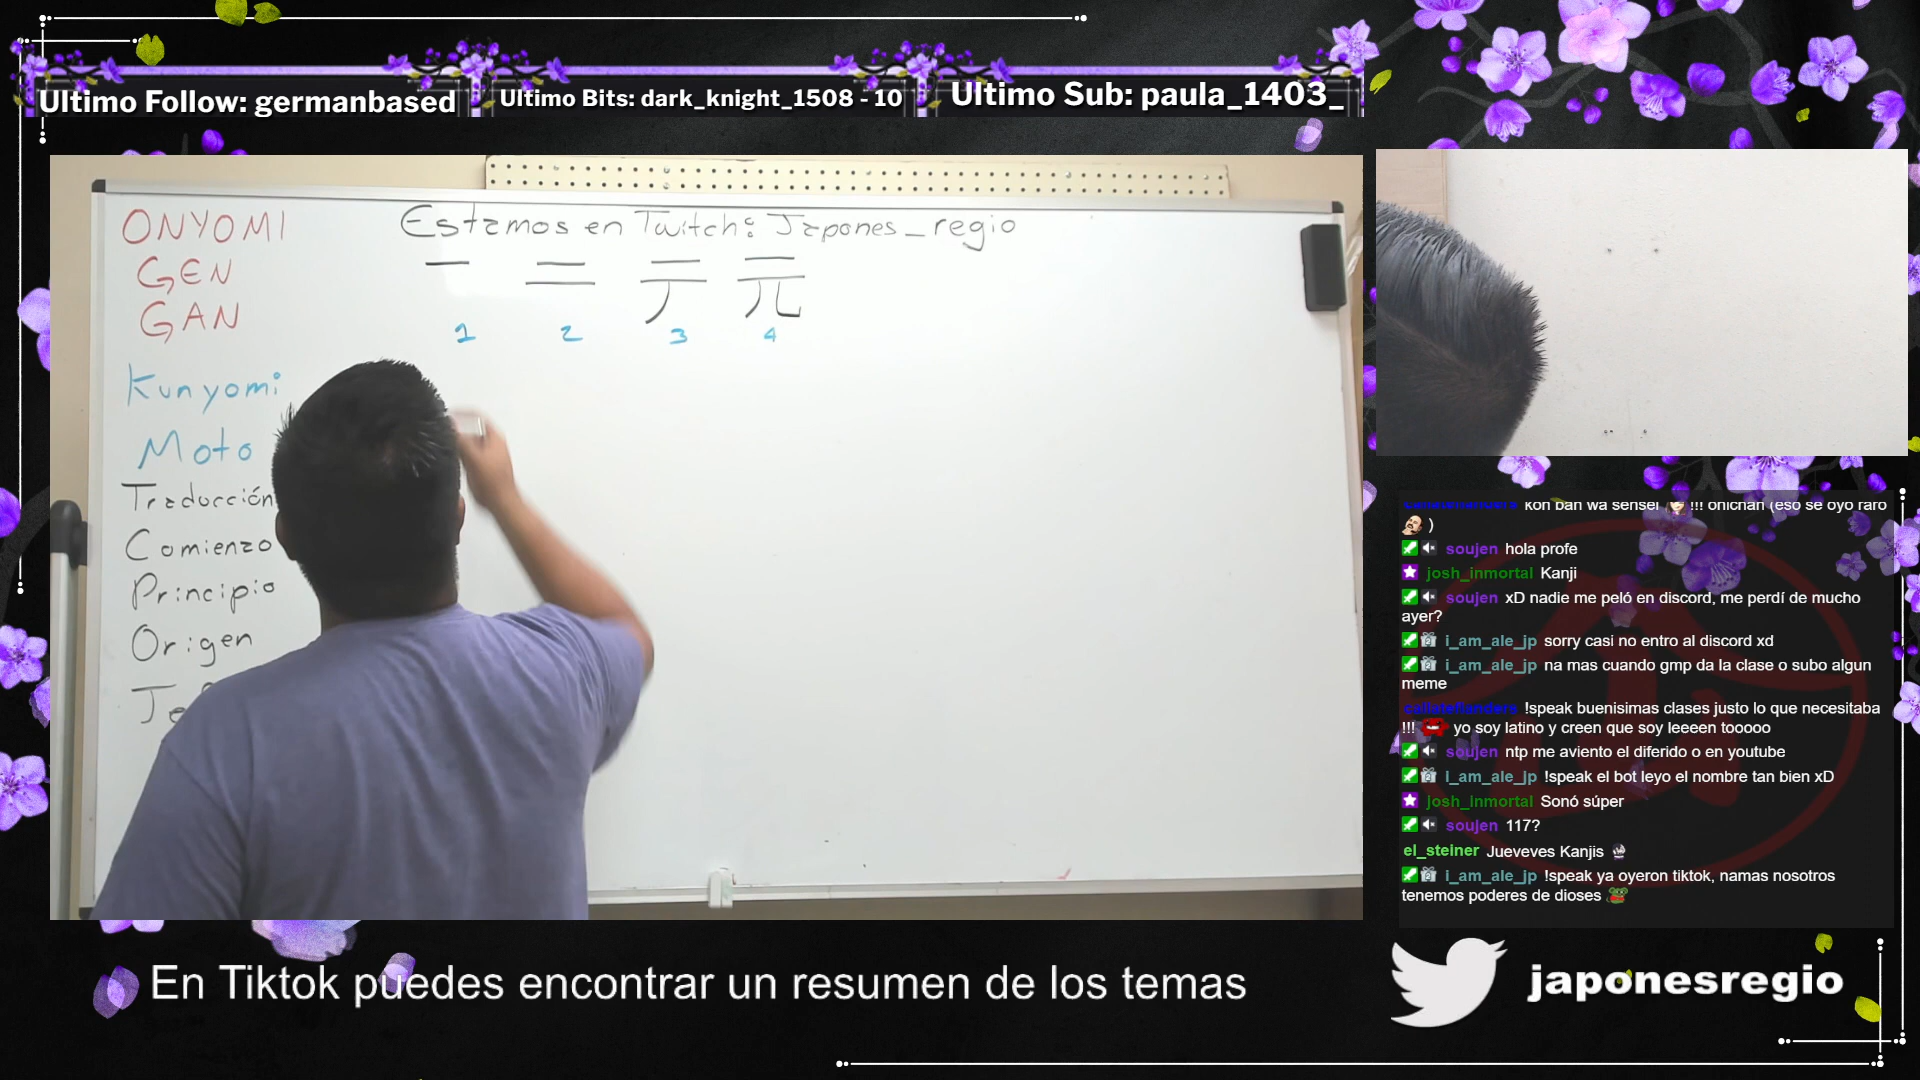 Ultimo Follow: germanbased
Ultimo Bits: dark_knight_1508 - 10
Ultimo Sub: paula_1403_
Estamos en Twitch: Japones_regio
ONYOMI
GEN
GAN
1 2 3 4
Kunyomi
Moto
Traducción
Comienzo
Principio
Origen
kon ban wa sensei !!! onichan (eso se oyo raro
)
soujen hola profe
josh_inmortal Kanji
soujen xD nadie me peló en discord, me perdí de mucho
ayer?
i_am_ale_jp sorry casi no entro al discord xd
i_am_ale_jp na mas cuando gmp da la clase o subo algun
meme
callateflanders !speak buenisimas clases justo lo que necesitaba
!!! yo soy latino y creen que soy leeeen tooooo
soujen ntp me aviento el diferido o en youtube
i_am_ale_jp !speak el bot leyo el nombre tan bien xD
josh_inmortal Sonó súper
soujen 117?
el_steiner Jueveves Kanjis
i_am_ale_jp !speak ya oyeron tiktok, namas nosotros
tenemos poderes de dioses
En Tiktok puedes encontrar un resumen de los temas
japonesregio